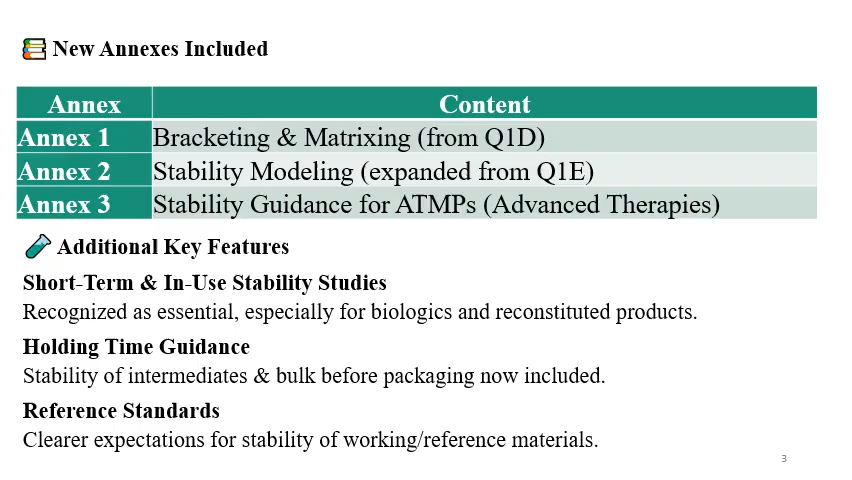 New Annexes Included
Annex Content
Annex 1 Bracketing & Matrixing (from Q1D)
Annex 2 Stability Modeling (expanded from Q1E)
Annex 3 Stability Guidance for ATMPs (Advanced Therapies)
Additional Key Features
Short-Term & In-Use Stability Studies
Recognized as essential, especially for biologics and reconstituted products.
Holding Time Guidance
Stability of intermediates & bulk before packaging now included.
Reference Standards
Clearer expectations for stability of working/reference materials.
3